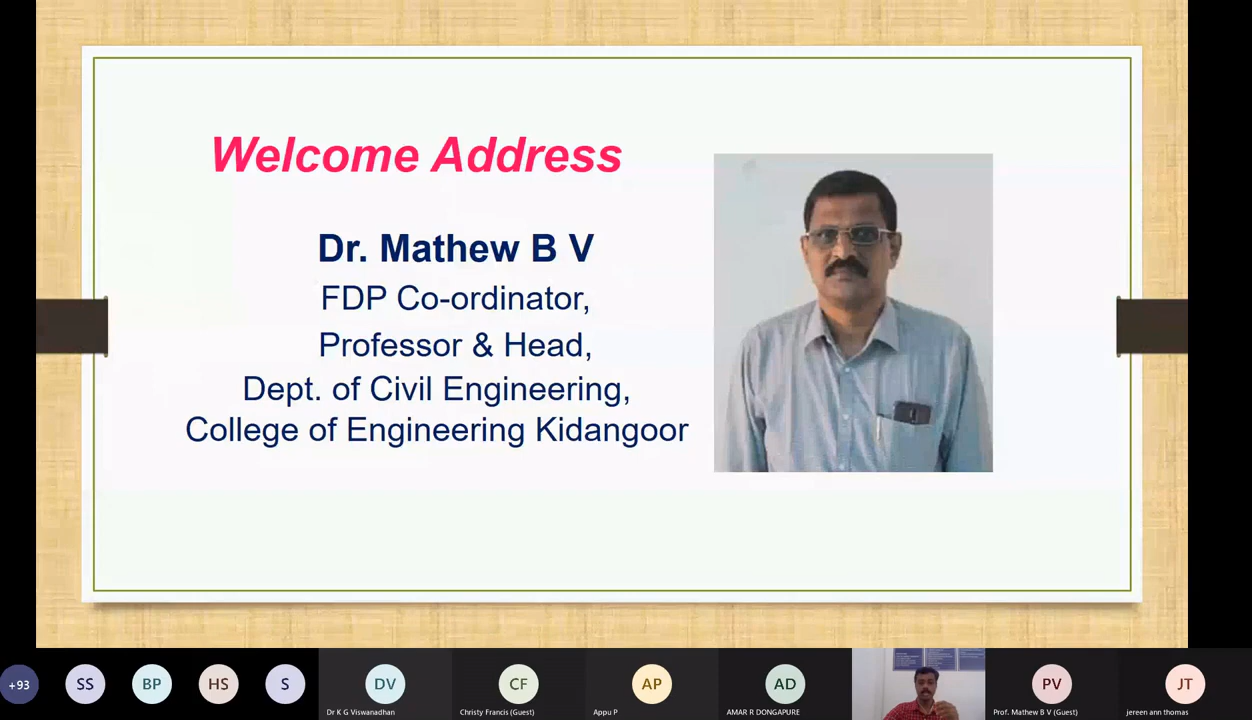 Welcome Address
Dr. Mathew B V
FDP Co-ordinator,
Professor & Head,
Dept. of Civil Engineering,
College of Engineering Kidangoor
+93
SS
BP
HS
S
DV
CF
AP
AD
PV
JT
Dr K G Viswanadhan
Christy Francis (Guest)
Appu P
AMAR R DONGAPURE
Prof. Mathew B V (Guest)
jereen ann thomas